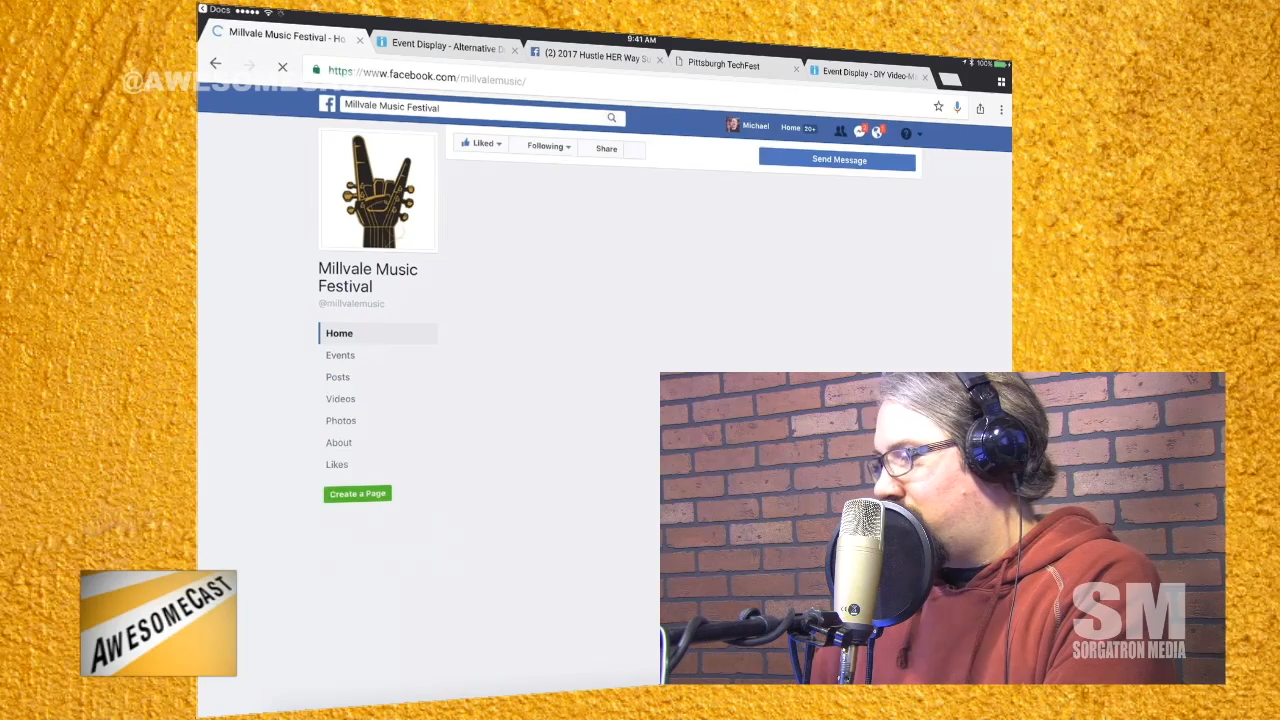 Docs
9:41 AM
100%
Millvale Music Festival - Ho
Event Display - Alternative D
(2) 2017 Hustle HER Way Su
Pittsburgh TechFest
Event Display - DIY Video-M
https://www.facebook.com/millvalemusic/
@AWESOMECAST
Millvale Music Festival
Michael
Home 20+
Liked
Following
Share
Send Message
Millvale Music
Festival
@millvalemusic
Home
Events
Posts
Videos
Photos
About
Likes
Create a Page
AWESOMECAST
SM
SORGATRON MEDIA